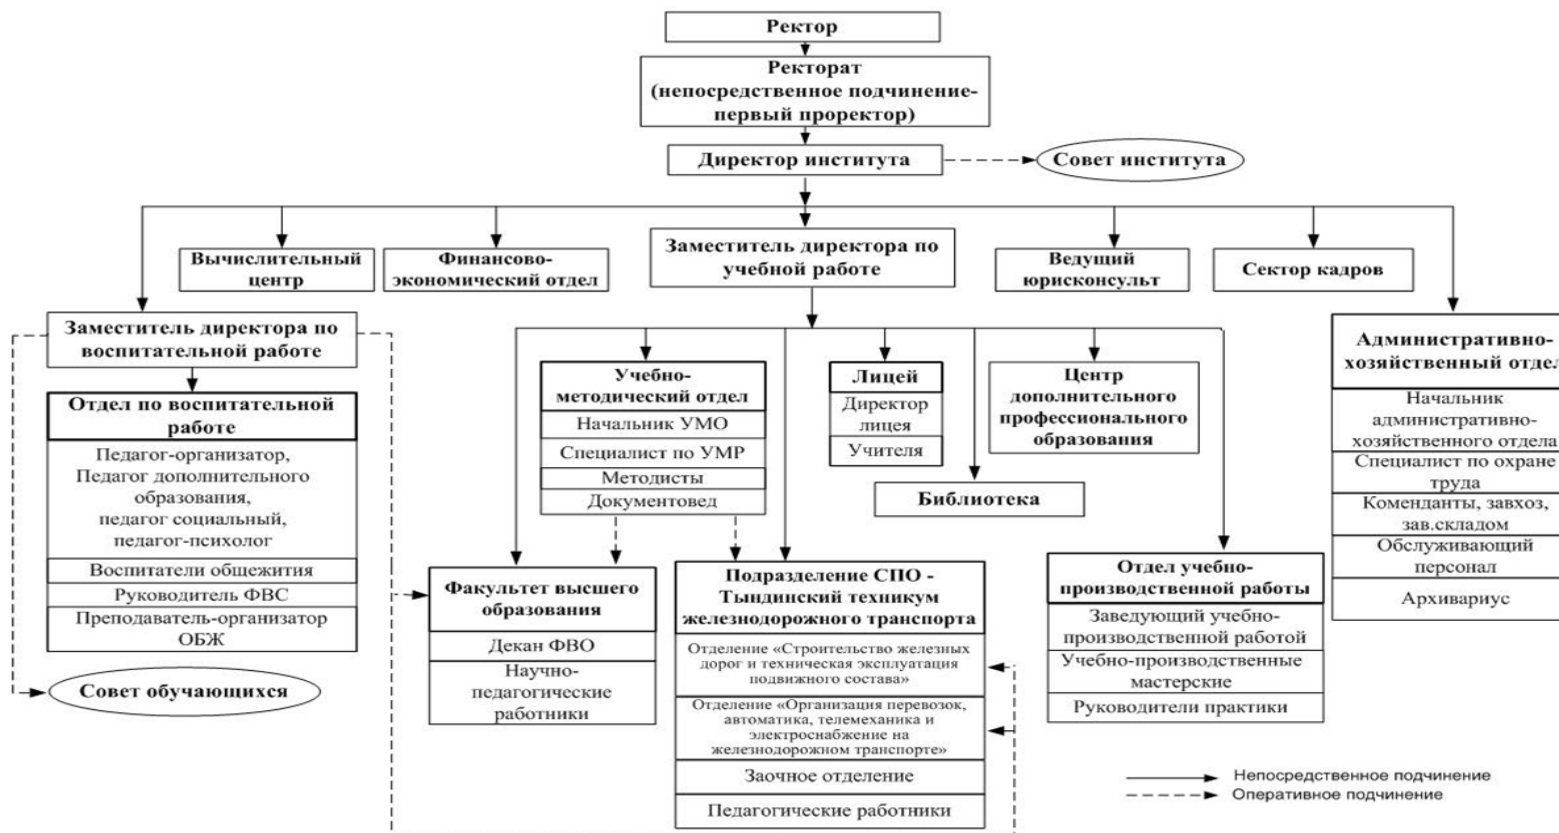 Ректор
Ректорат
(непосредственное подчинение-
первый проректор)
Директор института
Совет института
Вычислительный
центр
Финансово-
экономический отдел
Заместитель директора по
учебной работе
Ведущий
юрисконсульт
Сектор кадров
Заместитель директора по
воспитательной работе
Отдел по воспитательной
работе
Педагог-организатор,
Педагог дополнительного
образования,
педагог социальный,
педагог-психолог
Воспитатели общежития
Руководитель ФВС
Преподаватель-организатор
ОБЖ
Совет обучающихся
Учебно-
методический отдел
Начальник УМО
Специалист по УМР
Методисты
Документовед
Лицей
Директор
лицея
Учителя
Центр
дополнительного
профессионального
образования
Библиотека
Административно-
хозяйственный отдел
Начальник
административно-
хозяйственного отдела
Специалист по охране
труда
Коменданты, завхоз,
зав.складом
Обслуживающий
персонал
Архивариус
Факультет высшего
образования
Декан ФВО
Научно-
педагогические
работники
Подразделение СПО -
Тындинский техникум
железнодорожного транспорта
Отделение «Строительство железных
дорог и техническая эксплуатация
подвижного состава»
Отделение «Организация перевозок,
автоматика, телемеханика и
электроснабжение на
железнодорожном транспорте»
Заочное отделение
Педагогические работники
Отдел учебно-
производственной работы
Заведующий учебно-
производственной работой
Учебно-производственные
мастерские
Руководители практики
Непосредственное подчинение
Оперативное подчинение